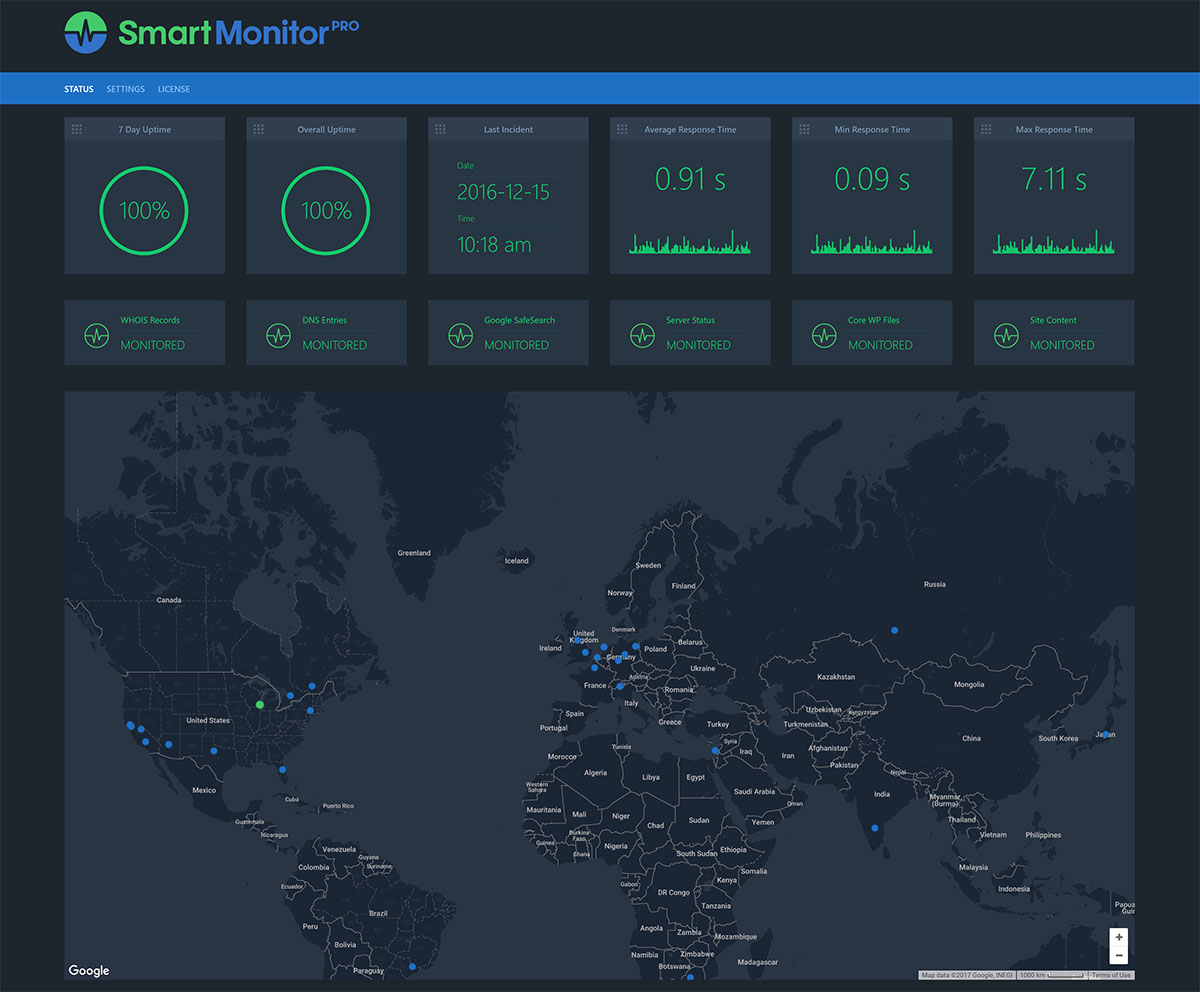 SmartMonitor PRO
STATUS SETTINGS LICENSE
7 Day Uptime
Overall Uptime
Last Incident
Average Response Time
Min Response Time
Max Response Time
100%
100%
Date
2016-12-15
Time
10:18 am
0.91 s
0.09 s
7.11 s
WHOIS Records
MONITORED
DNS Entries
MONITORED
Google SafeSearch
MONITORED
Server Status
MONITORED
Core WP Files
MONITORED
Site Content
MONITORED
Greenland
Iceland
Sweden
Finland
Norway
Russia
Canada
United
Kingdom
Denmark
Ireland
Belarus
Poland
Germany
Ukraine
Kazakhstan
Austria
France
Romania
Mongolia
Italy
Uzbekistan
Kyrgyzstan
Spain
United States
Greece
Turkey
Turkmenistan
Portugal
China
South Korea
Japan
Syria
Tunisia
Afghanistan
Iraq
Iran
Morocco
Pakistan
Algeria
Libya
Egypt
Nepal
Western
Sahara
Saudi Arabia
Mexico
India
Cuba
Puerto Rico
Oman
Myanmar
(Burma)
Mauritania
Mali
Niger
Sudan
Thailand
Guatemala
Chad
Yemen
Nicaragua
Burkina
Faso
Vietnam
Philippines
Guinea
Nigeria
Ethiopia
Venezuela
Ghana
South Sudan
Guyana
Suriname
Colombia
Somalia
Malaysia
Kenya
Gabon
Ecuador
DR Congo
Indonesia
Tanzania
Papua
Guin
Brazil
Peru
Angola
Zambia
Mozambique
Bolivia
Zimbabwe
Namibia
Madagascar
Botswana
Paraguay
+
−
Google
Map data ©2017 Google, INEGI 1000 km Terms of Use